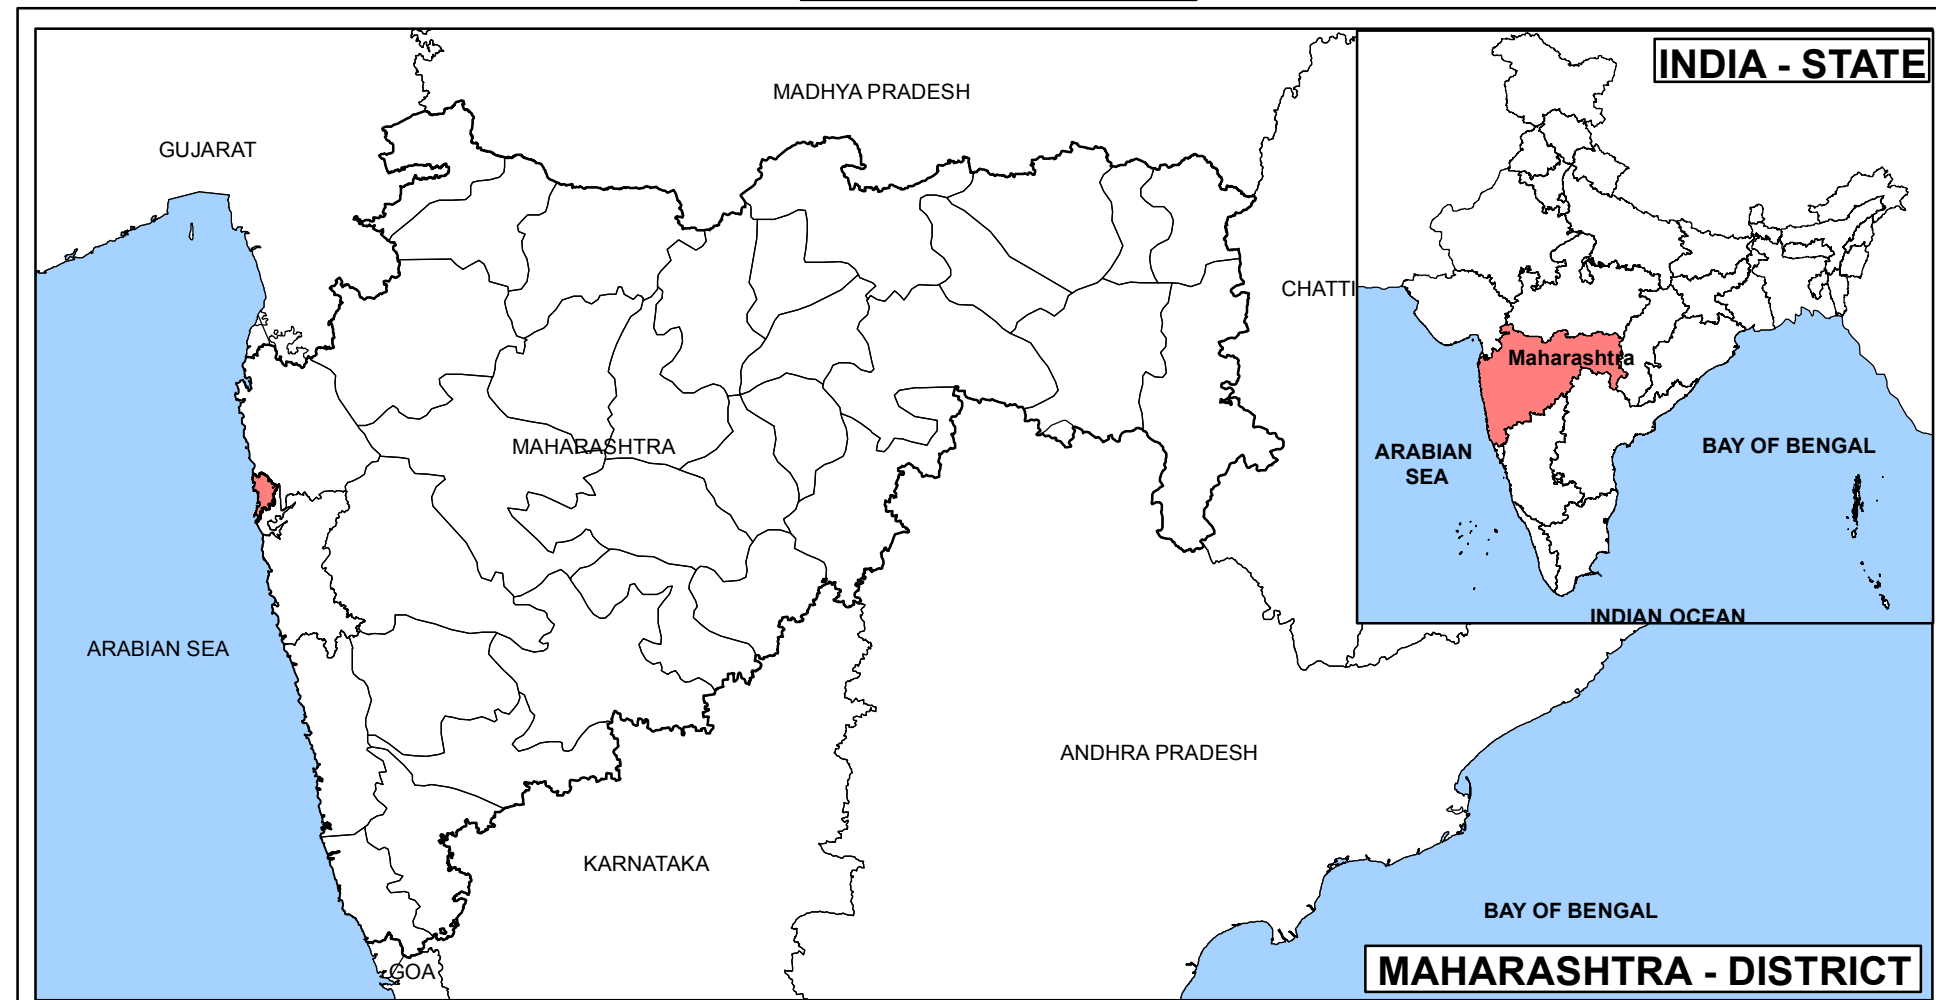 INDIA - STATE
MADHYA PRADESH
GUJARAT
CHATTI
Maharashtra
MAHARASHTRA
ARABIAN
SEA
BAY OF BENGAL
INDIAN OCEAN
ARABIAN SEA
ANDHRA PRADESH
KARNATAKA
BAY OF BENGAL
GOA
MAHARASHTRA - DISTRICT